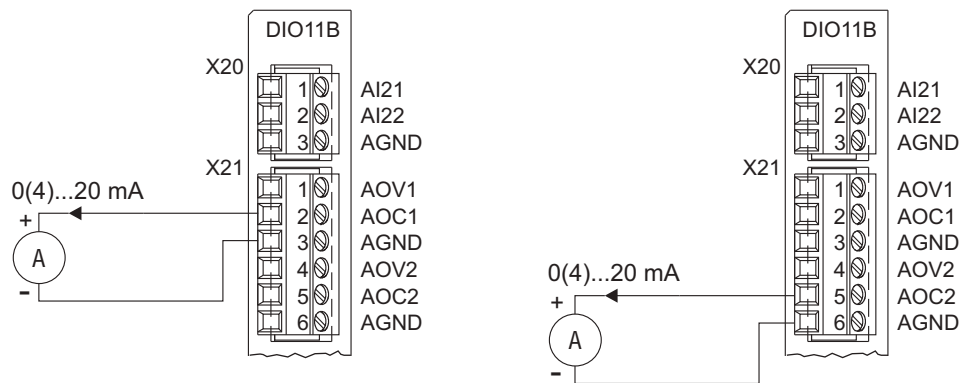 DIO11B
X20
1 AI21
2 AI22
3 AGND
X21
1 AOV1
2 AOC1
3 AGND
4 AOV2
5 AOC2
6 AGND
0(4)...20 mA
+
A
-
DIO11B
X20
1 AI21
2 AI22
3 AGND
X21
1 AOV1
2 AOC1
3 AGND
4 AOV2
5 AOC2
6 AGND
0(4)...20 mA
+
A
-